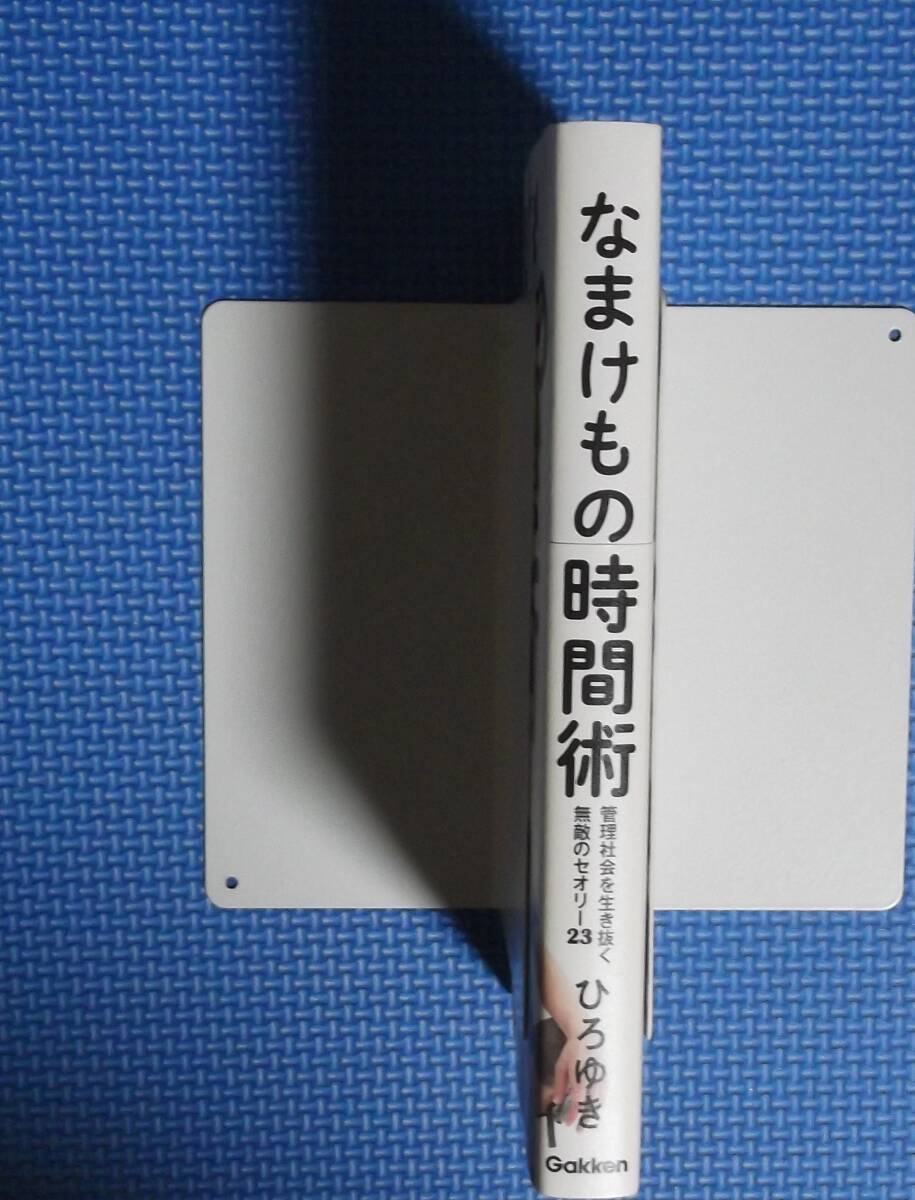 なまけもの時間術
管理社会を生き抜く
無敵のセオリー23
ひろゆき
Gakken